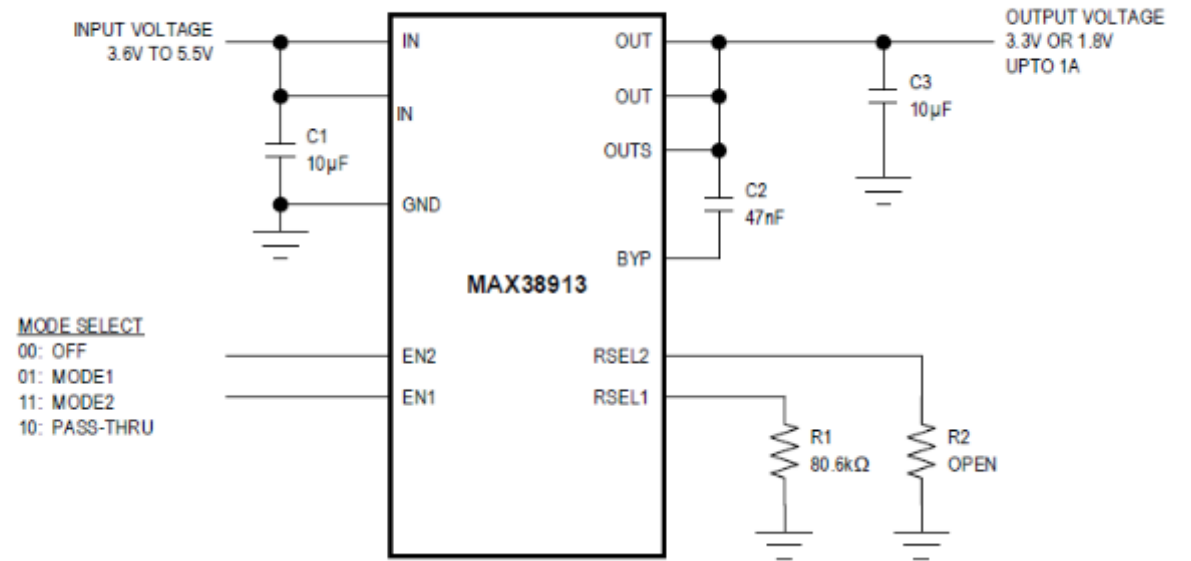 INPUT VOLTAGE
3.6V TO 5.5V
IN
IN
C1
10µF
GND
MODE SELECT
00: OFF
01: MODE1
11: MODE2
10: PASS-THRU
EN2
EN1
MAX38913
OUT
OUT
OUTS
BYP
RSEL2
RSEL1
C2
47nF
OUTPUT VOLTAGE
3.3V OR 1.8V
UPTO 1A
C3
10µF
R1
80.6kΩ
R2
OPEN